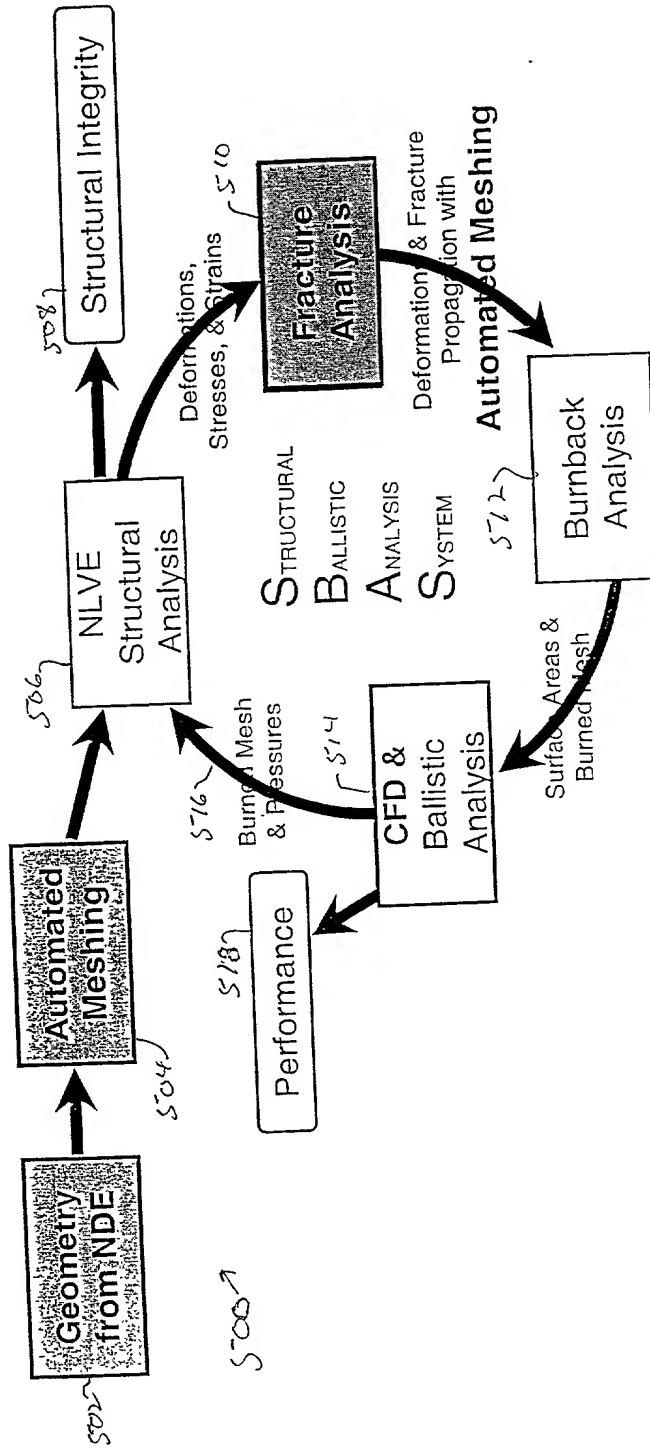 502
Geometry
from NDE
504
Automated
Meshing
506
NLVE
Structural
Analysis
508
Structural Integrity
Deformations,
Stresses, & Strains
510
Fracture
Analysis
Deformations & Fracture
Propagation with
Automated Meshing
512
Burnback
Analysis
Surface Areas &
Burned Mesh
514
CFD &
Ballistic
Analysis
516
Burned Mesh
& Pressures
518
Performance
STRUCTURAL
BALLISTIC
ANALYSIS
SYSTEM
500